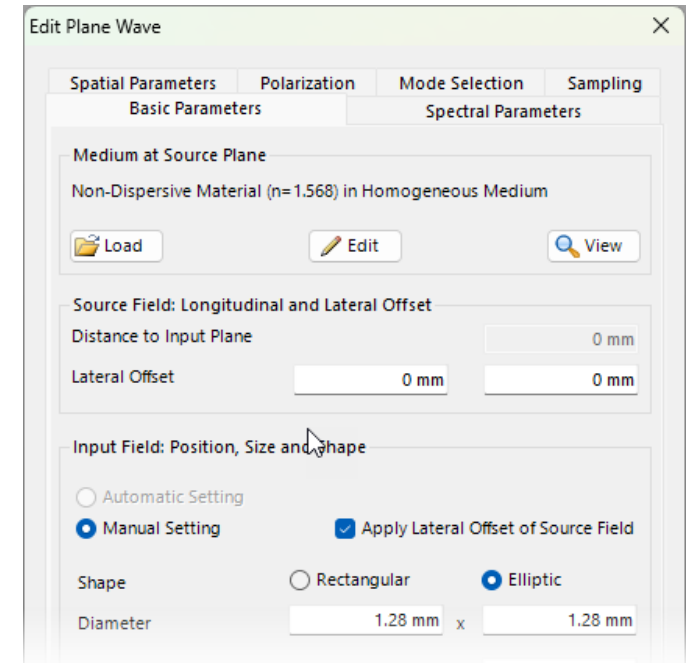 Edit Plane Wave
Spatial Parameters Polarization Mode Selection Sampling
Basic Parameters Spectral Parameters
Medium at Source Plane
Non-Dispersive Material (n=1.568) in Homogeneous Medium
Load Edit View
Source Field: Longitudinal and Lateral Offset
Distance to Input Plane 0 mm
Lateral Offset 0 mm 0 mm
Input Field: Position, Size and Shape
Automatic Setting
Manual Setting Apply Lateral Offset of Source Field
Shape Rectangular Elliptic
Diameter 1.28 mm x 1.28 mm